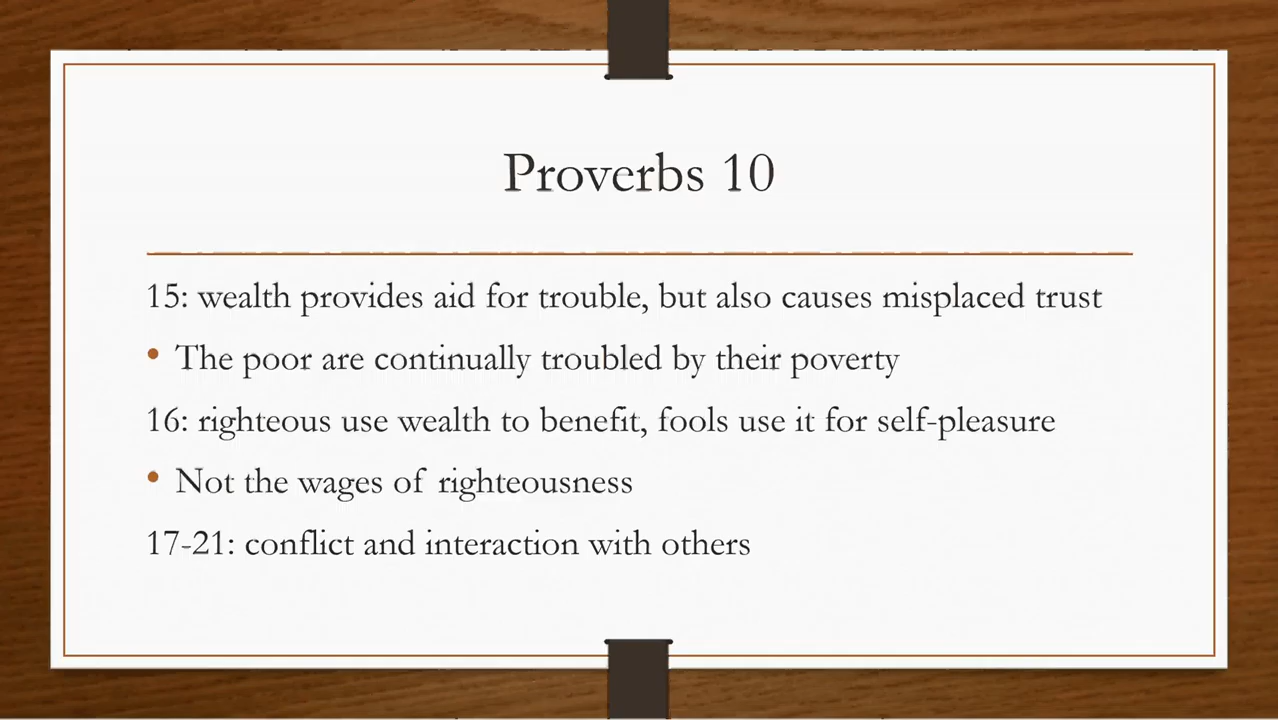 Proverbs 10
15: wealth provides aid for trouble, but also causes misplaced trust
• The poor are continually troubled by their poverty
16: righteous use wealth to benefit, fools use it for self-pleasure
• Not the wages of righteousness
17-21: conflict and interaction with others